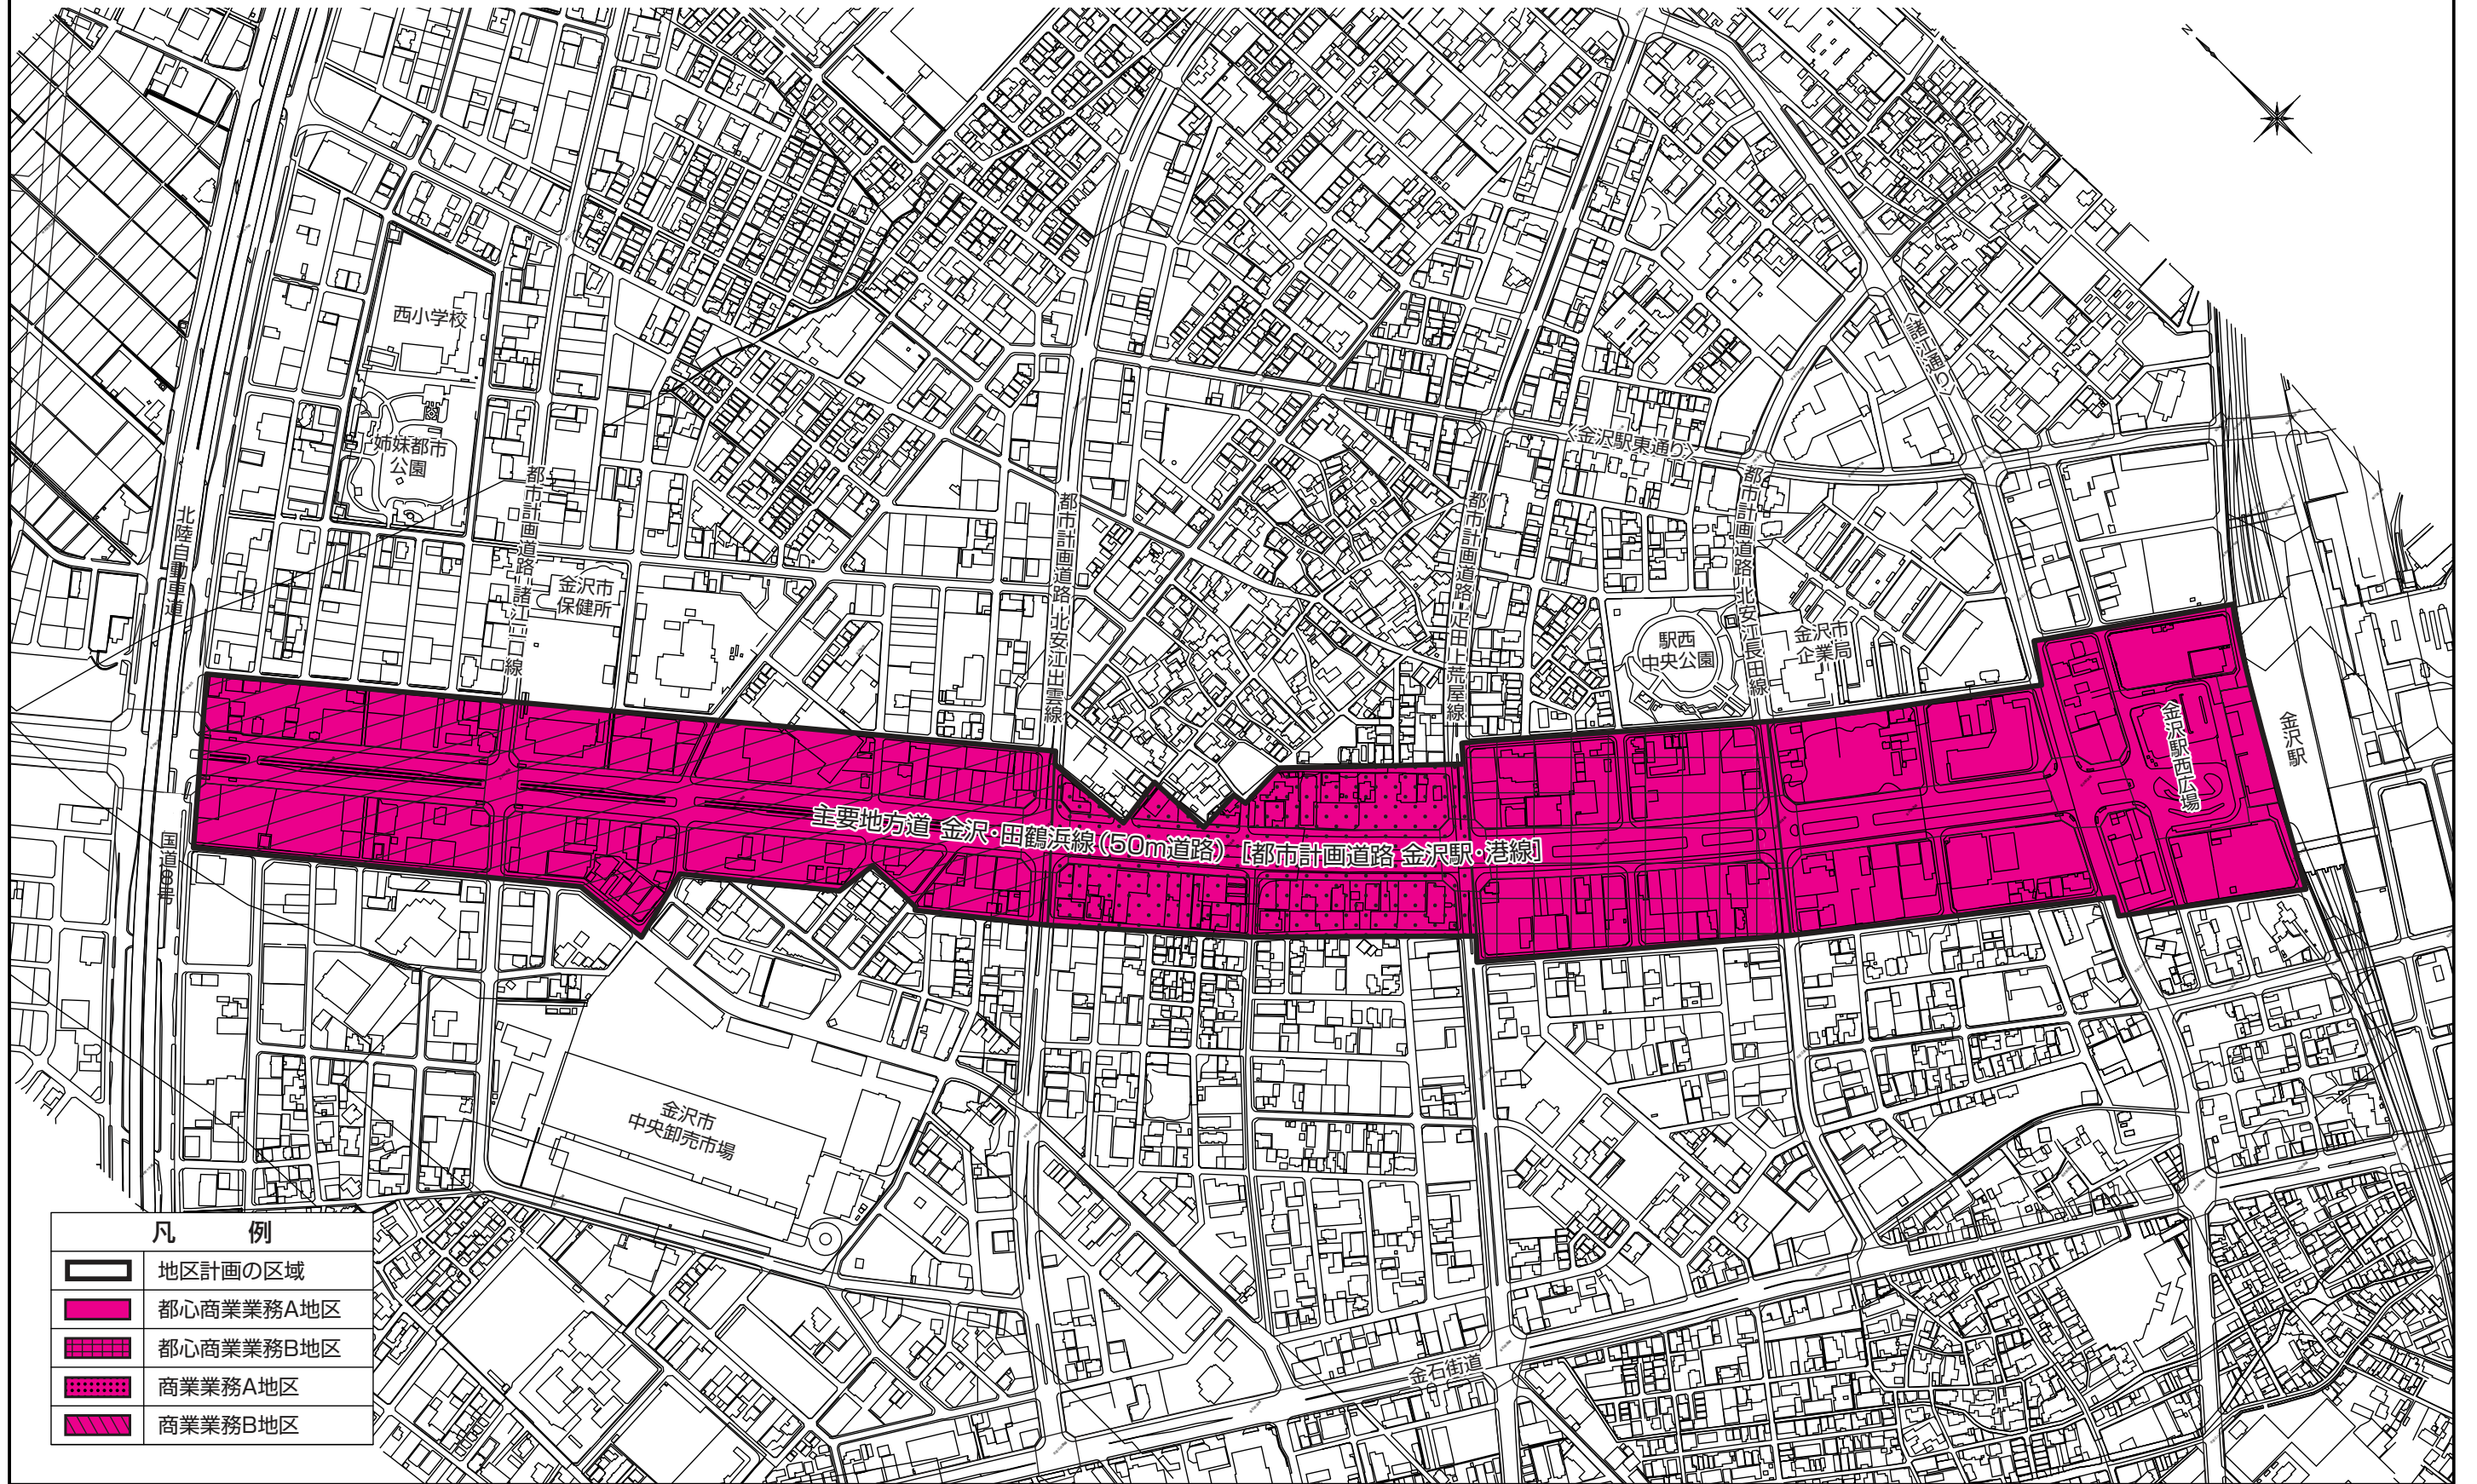 N
西小学校
姉妹都市
公園
〈諸江通り〉
〈金沢駅東通り〉
北陸自動車道
都市計画道路 諸江二口線
金沢市
保健所
都市計画道路 北安江出雲線
都市計画道路 疋田上荒屋線
都市計画道路 北安江長田線
駅西
中央公園
金沢市
企業局
金沢駅西広場
金沢駅
国道8号
主要地方道 金沢・田鶴浜線(50m道路) [都市計画道路 金沢駅・港線]
金沢市
中央卸売市場
金石街道
凡 例
地区計画の区域
都心商業業務A地区
都心商業業務B地区
商業業務A地区
商業業務B地区